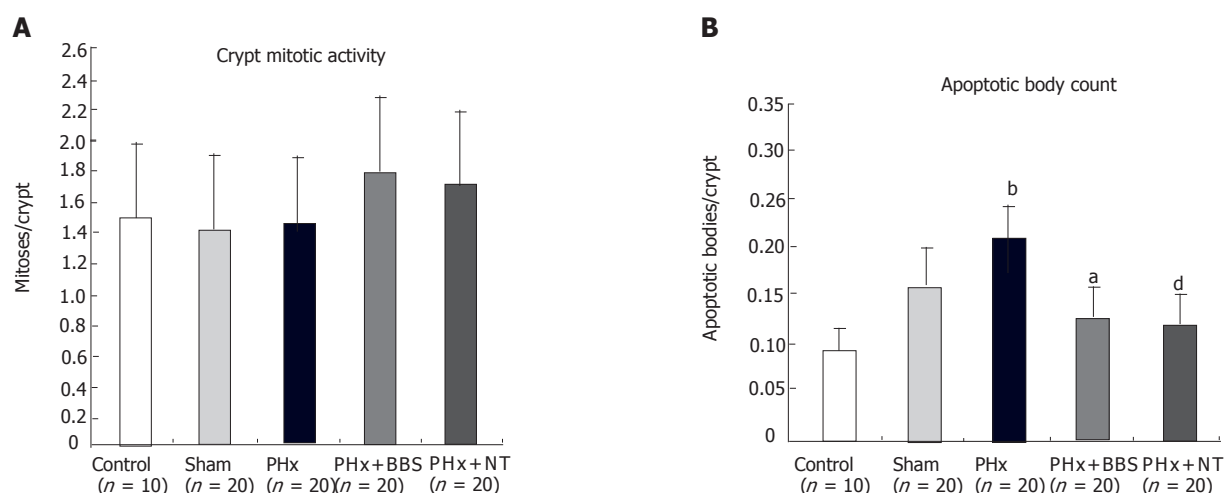 A
Crypt mitotic activity
Mitoses/crypt
2.6
2.4
2.2
2.0
1.8
1.6
1.4
1.2
1.0
0.8
0.6
0.4
0.2
0
Control Sham PHx PHx+BBS PHx+NT
(n = 10) (n = 20) (n = 20) (n = 20) (n = 20)
B
Apoptotic body count
Apoptotic bodies/crypt
0.35
0.30
0.26
0.20
0.15
0.10
0.05
0
b
a
d
Control Sham PHx PHx+BBS PHx+NT
(n = 10) (n = 20) (n = 20) (n = 20) (n = 20)